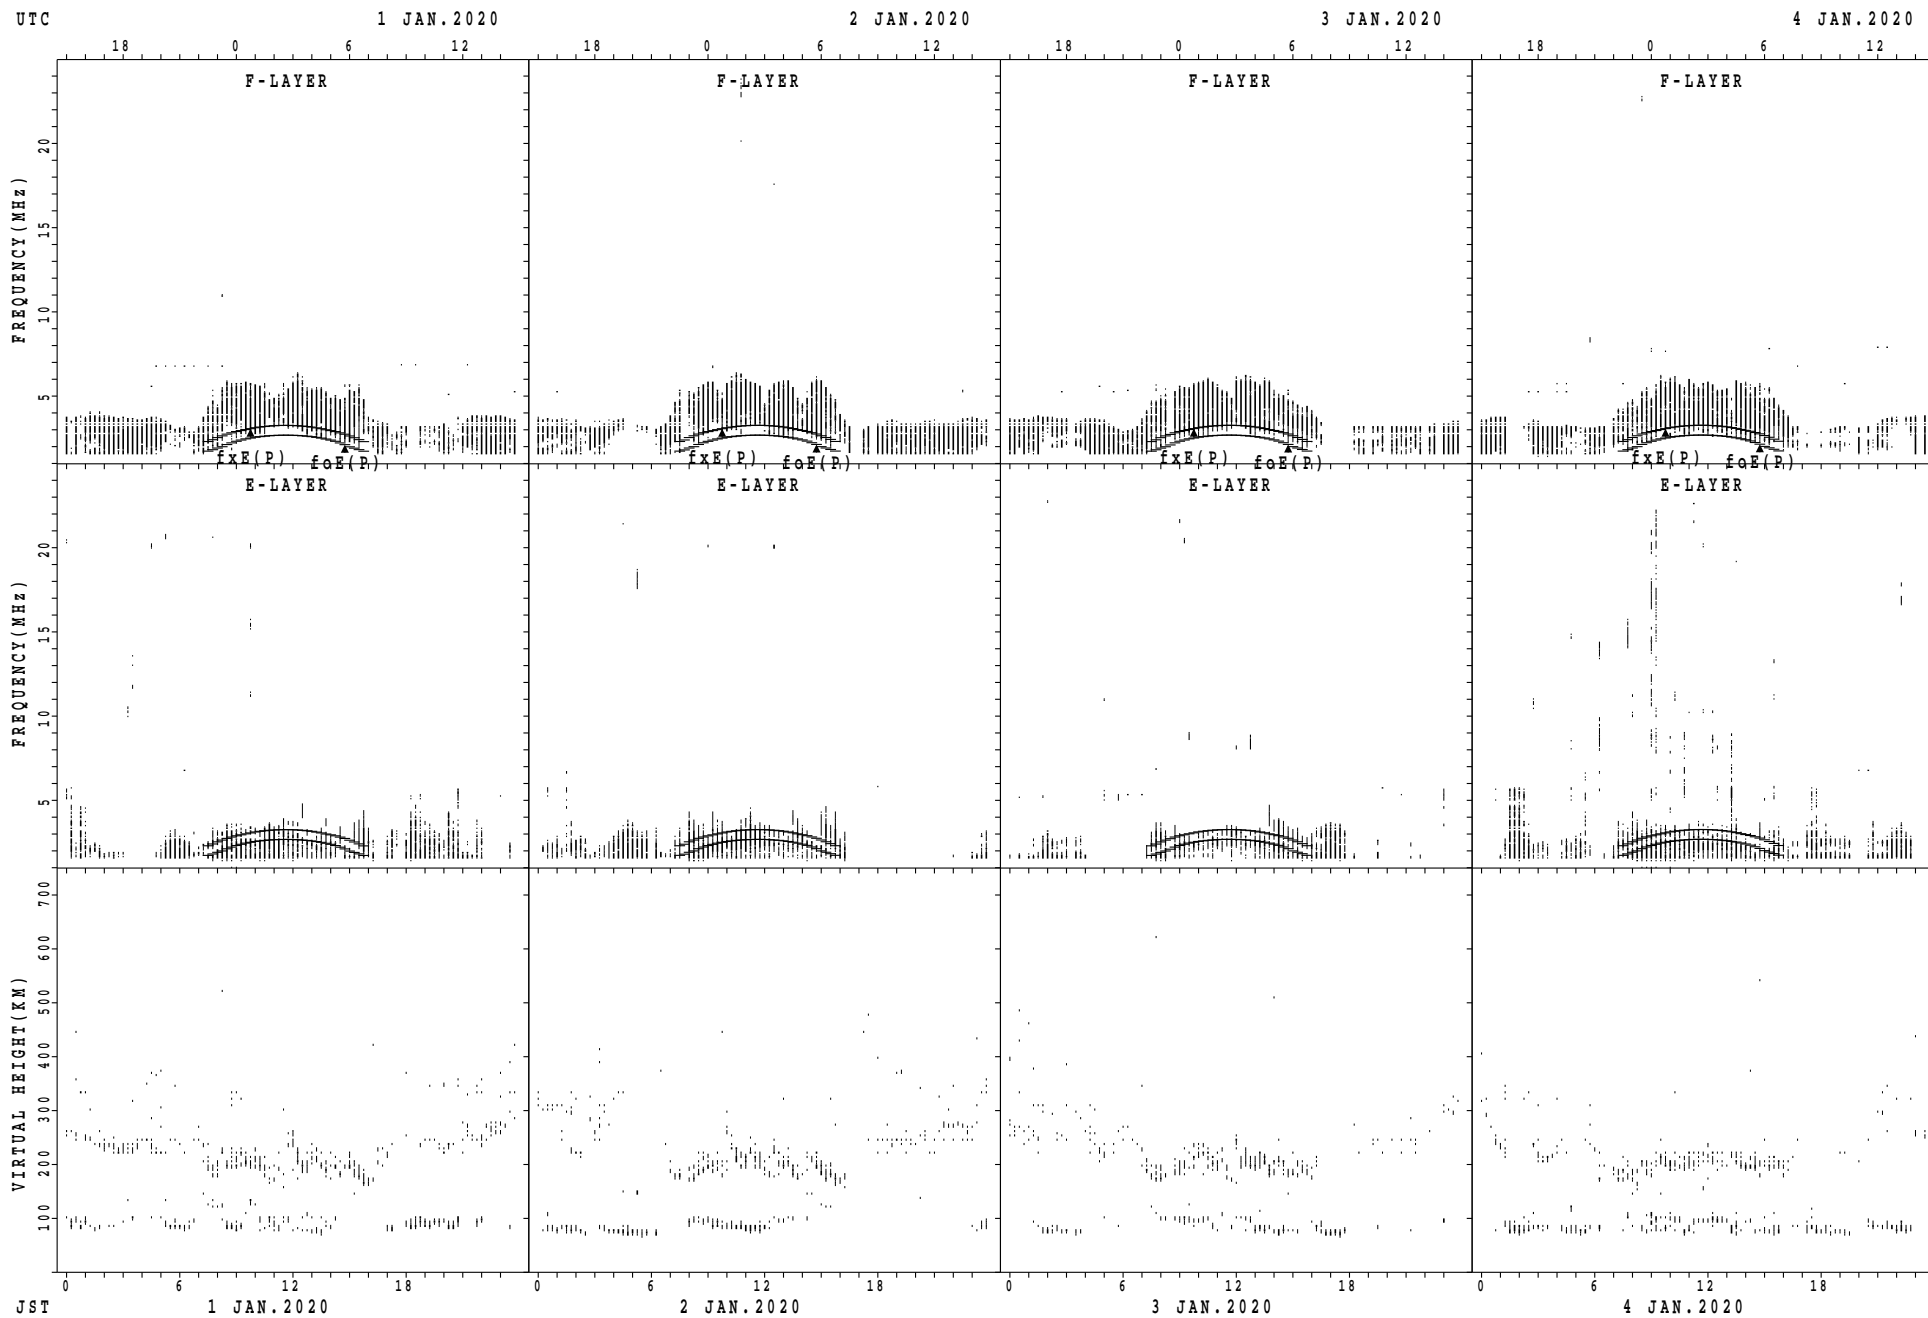 UTC 1 JAN.2020 2 JAN.2020 3 JAN.2020 4 JAN.2020
18 0 6 12 18 0 6 12 18 0 6 12 18 0 6 12
F-LAYER F-LAYER F-LAYER F-LAYER
FREQUENCY(MHz)
20
15
10
5
fxE(P) foE(P) fxE(P) foE(P) fxE(P) foE(P) fxE(P) foE(P)
E-LAYER E-LAYER E-LAYER E-LAYER
FREQUENCY(MHz)
20
15
10
5
VIRTUAL HEIGHT(KM)
700
600
500
400
300
200
100
0 6 12 18 0 6 12 18 0 6 12 18 0 6 12 18
JST 1 JAN.2020 2 JAN.2020 3 JAN.2020 4 JAN.2020